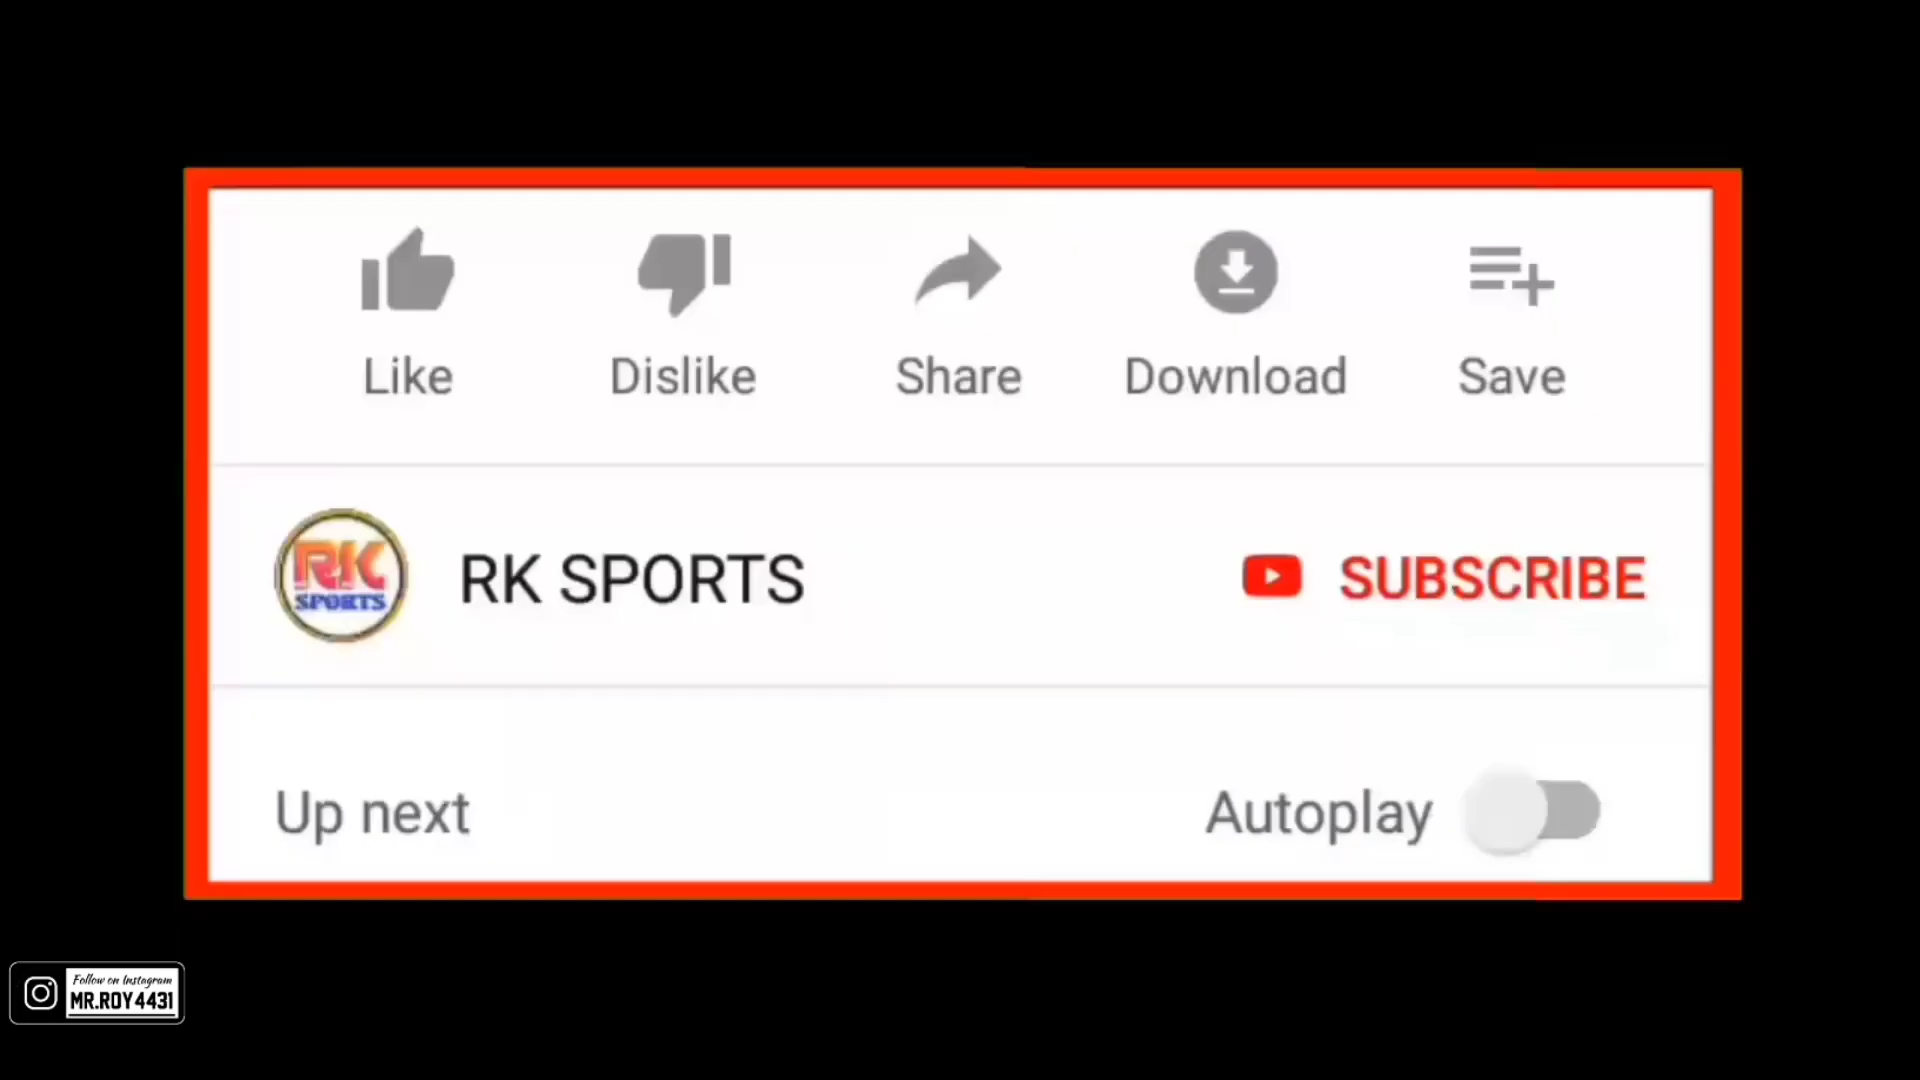 Like Dislike Share Download Save
RK
SPORTS
RK SPORTS SUBSCRIBE
Up next Autoplay
Follow on Instagram
MR.ROY4431